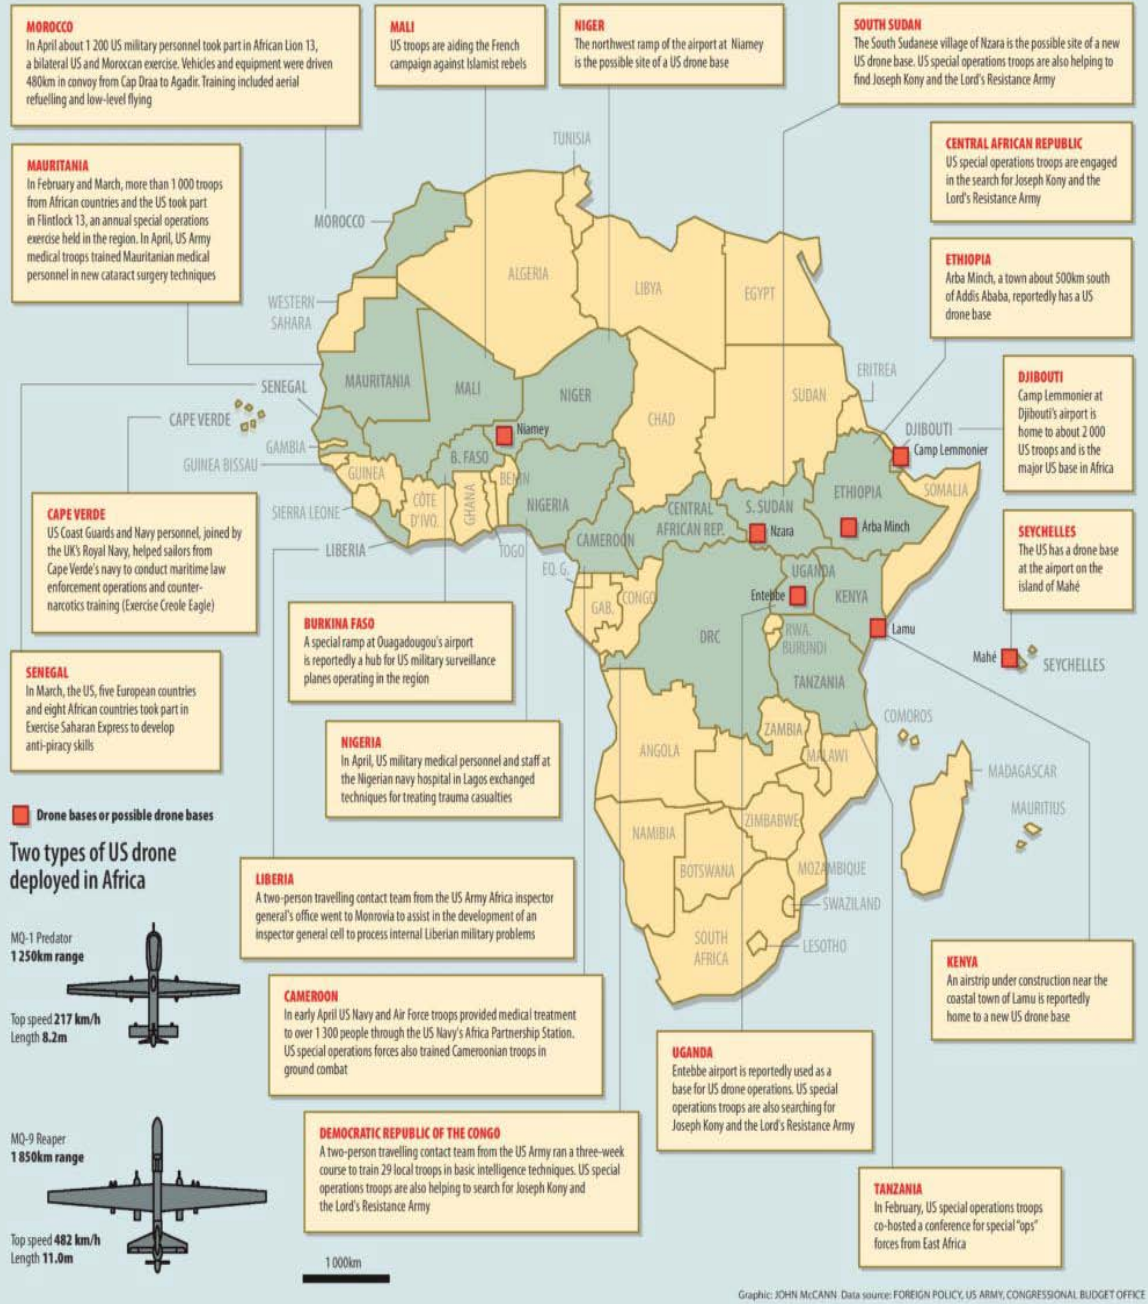 MOROCCO
In April about 1 200 US military personnel took part in African Lion 13,
a bilateral US and Moroccan exercise. Vehicles and equipment were driven
480km in convoy from Cap Draa to Agadir. Training included aerial
refuelling and low-level flying
MALI
US troops are aiding the French
campaign against Islamist rebels
NIGER
The northwest ramp of the airport at Niamey
is the possible site of a US drone base
SOUTH SUDAN
The South Sudanese village of Nzara is the possible site of a new
US drone base. US special operations troops are also helping to
find Joseph Kony and the Lord's Resistance Army
CENTRAL AFRICAN REPUBLIC
US special operations troops are engaged
in the search for Joseph Kony and the
Lord's Resistance Army
MAURITANIA
In February and March, more than 1 000 troops
from African countries and the US took part
in Flintlock 13, an annual special operations
exercise held in the region. In April, US Army
medical troops trained Mauritanian medical
personnel in new cataract surgery techniques
ETHIOPIA
Arba Minch, a town about 500km south
of Addis Ababa, reportedly has a US
drone base
DJIBOUTI
Camp Lemmonier at
Djibouti's airport is
home to about 2 000
US troops and is the
major US base in Africa
SEYCHELLES
The US has a drone base
at the airport on the
island of Mahé
TUNISIA
MOROCCO
ALGERIA
LIBYA
EGYPT
WESTERN
SAHARA
MAURITANIA
MALI
NIGER
CHAD
SUDAN
ERITREA
SENEGAL
CAPE VERDE
GAMBIA
GUINEA BISSAU
GUINEA
SIERRA LEONE
LIBERIA
CÔTE
D'IVO.
GHANA
B. FASO
Niamey
BENIN
TOGO
NIGERIA
CAMEROON
EQ. G.
GAB.
CONGO
CENTRAL
AFRICAN REP.
S. SUDAN
Nzara
ETHIOPIA
Arba Minch
DJIBOUTI
Camp Lemmonier
SOMALIA
UGANDA
Entebbe
KENYA
Lamu
DRC
RWA.
BURUNDI
TANZANIA
Mahé
SEYCHELLES
COMOROS
ANGOLA
ZAMBIA
MALAWI
MADAGASCAR
MAURITIUS
NAMIBIA
ZIMBABWE
BOTSWANA
MOZAMBIQUE
SWAZILAND
SOUTH
AFRICA
LESOTHO
CAPE VERDE
US Coast Guards and Navy personnel, joined by
the UK's Royal Navy, helped sailors from
Cape Verde's navy to conduct maritime law
enforcement operations and counter-
narcotics training (Exercise Creole Eagle)
SENEGAL
In March, the US, five European countries
and eight African countries took part in
Exercise Saharan Express to develop
anti-piracy skills
BURKINA FASO
A special ramp at Ouagadougou's airport
is reportedly a hub for US military surveillance
planes operating in the region
NIGERIA
In April, US military medical personnel and staff at
the Nigerian navy hospital in Lagos exchanged
techniques for treating trauma casualties
LIBERIA
A two-person travelling contact team from the US Army Africa inspector
general's office went to Monrovia to assist in the development of an
inspector general cell to process internal Liberian military problems
CAMEROON
In early April US Navy and Air Force troops provided medical treatment
to over 1 300 people through the US Navy's Africa Partnership Station.
US special operations forces also trained Cameroonian troops in
ground combat
DEMOCRATIC REPUBLIC OF THE CONGO
A two-person travelling contact team from the US Army ran a three-week
course to train 29 local troops in basic intelligence techniques. US special
operations troops are also helping to search for Joseph Kony and
the Lord's Resistance Army
UGANDA
Entebbe airport is reportedly used as a
base for US drone operations. US special
operations troops are also searching for
Joseph Kony and the Lord's Resistance Army
KENYA
An airstrip under construction near the
coastal town of Lamu is reportedly
home to a new US drone base
TANZANIA
In February, US special operations troops
co-hosted a conference for special "ops"
forces from East Africa
Drone bases or possible drone bases
Two types of US drone
deployed in Africa
MQ-1 Predator
1 250km range
Top speed 217 km/h
Length 8.2m
MQ-9 Reaper
1 850km range
Top speed 482 km/h
Length 11.0m
1 000km
Graphic: JOHN McCANN Data source: FOREIGN POLICY, US ARMY, CONGRESSIONAL BUDGET OFFICE